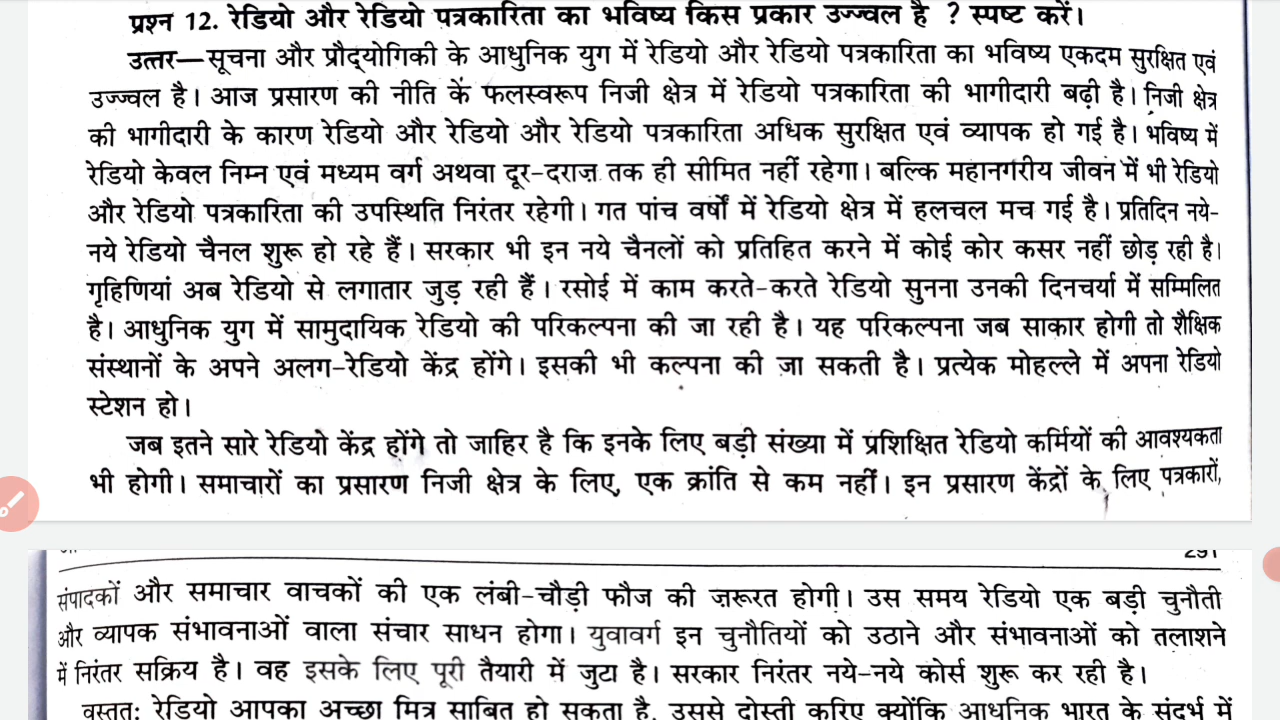 प्रश्न 12. रेडियो और रेडियो पत्रकारिता का भविष्य किस प्रकार उज्ज्वल है ? स्पष्ट करें।
उत्तर—सूचना और प्रौद्योगिकी के आधुनिक युग में रेडियो और रेडियो पत्रकारिता का भविष्य एकदम सुरक्षित एवं
उज्ज्वल है। आज प्रसारण की नीति कें फलस्वरूप निजी क्षेत्र में रेडियो पत्रकारिता की भागीदारी बढ़ी है। निजी क्षेत्र
की भागीदारी के कारण रेडियो और रेडियो और रेडियो पत्रकारिता अधिक सुरक्षित एवं व्यापक हो गई है। भविष्य में
रेडियो केवल निम्न एवं मध्यम वर्ग अथवा दूर-दराज़ तक ही सीमित नहीं रहेगा। बल्कि महानगरीय जीवन में भी रेडियो
और रेडियो पत्रकारिता की उपस्थिति निरंतर रहेगी। गत पांच वर्षों में रेडियो क्षेत्र में हलचल मच गई है। प्रतिदिन नये-
नये रेडियो चैनल शुरू हो रहे हैं। सरकार भी इन नये चैनलों को प्रतिहित करने में कोई कोर कसर नहीं छोड़ रही है।
गृहिणियां अब रेडियो से लगातार जुड़ रही हैं। रसोई में काम करते-करते रेडियो सुनना उनकी दिनचर्या में सम्मिलित
है। आधुनिक युग में सामुदायिक रेडियो की परिकल्पना की जा रही है। यह परिकल्पना जब साकार होगी तो शैक्षिक
संस्थानों के अपने अलग-रेडियो केंद्र होंगे। इसकी भी कल्पना की जा सकती है। प्रत्येक मोहल्ले में अपना रेडियो
स्टेशन हो।
जब इतने सारे रेडियो केंद्र होंगे तो जाहिर है कि इनके लिए बड़ी संख्या में प्रशिक्षित रेडियो कर्मियों की आवश्यकता
भी होगी। समाचारों का प्रसारण निजी क्षेत्र के लिए, एक क्रांति से कम नहीं। इन प्रसारण केंद्रों के लिए पत्रकारों,
291
संपादकों और समाचार वाचकों की एक लंबी-चौड़ी फौज की ज़रूरत होगी। उस समय रेडियो एक बड़ी चुनौती
और व्यापक संभावनाओं वाला संचार साधन होगा। युवावर्ग इन चुनौतियों को उठाने और संभावनाओं को तलाशने
में निरंतर सक्रिय है। वह इसके लिए पूरी तैयारी में जुटा है। सरकार निरंतर नये-नये कोर्स शुरू कर रही है।
वस्तुत: रेडियो आपका अच्छा मित्र साबित हो सकता है, उससे दोस्ती करिए क्योंकि आधुनिक भारत के संदर्भ में